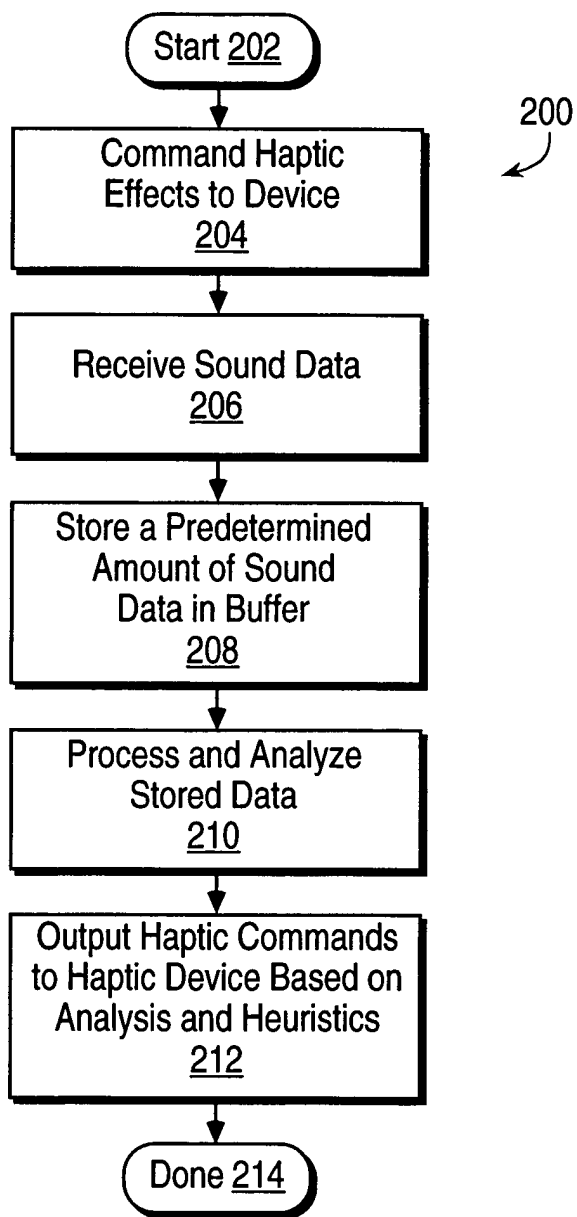 Start 202
200
Command Haptic
Effects to Device
204
Receive Sound Data
206
Store a Predetermined
Amount of Sound
Data in Buffer
208
Process and Analyze
Stored Data
210
Output Haptic Commands
to Haptic Device Based on
Analysis and Heuristics
212
Done 214